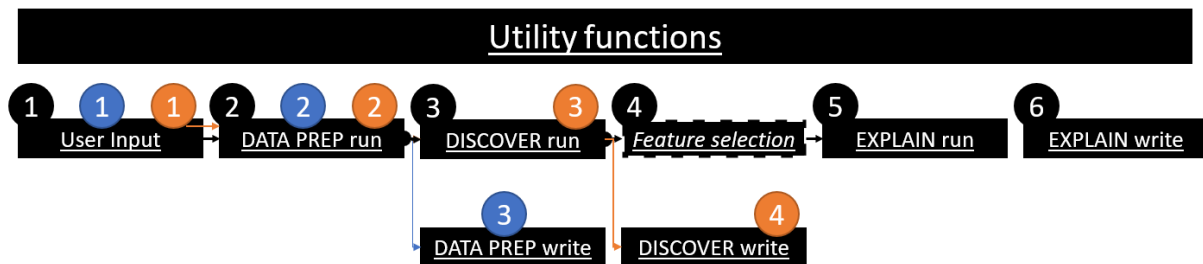 Utility functions
1 1 1 2 2 2 3 3 4 5 6
User Input DATA PREP run DISCOVER run Feature selection EXPLAIN run EXPLAIN write
3 4
DATA PREP write DISCOVER write